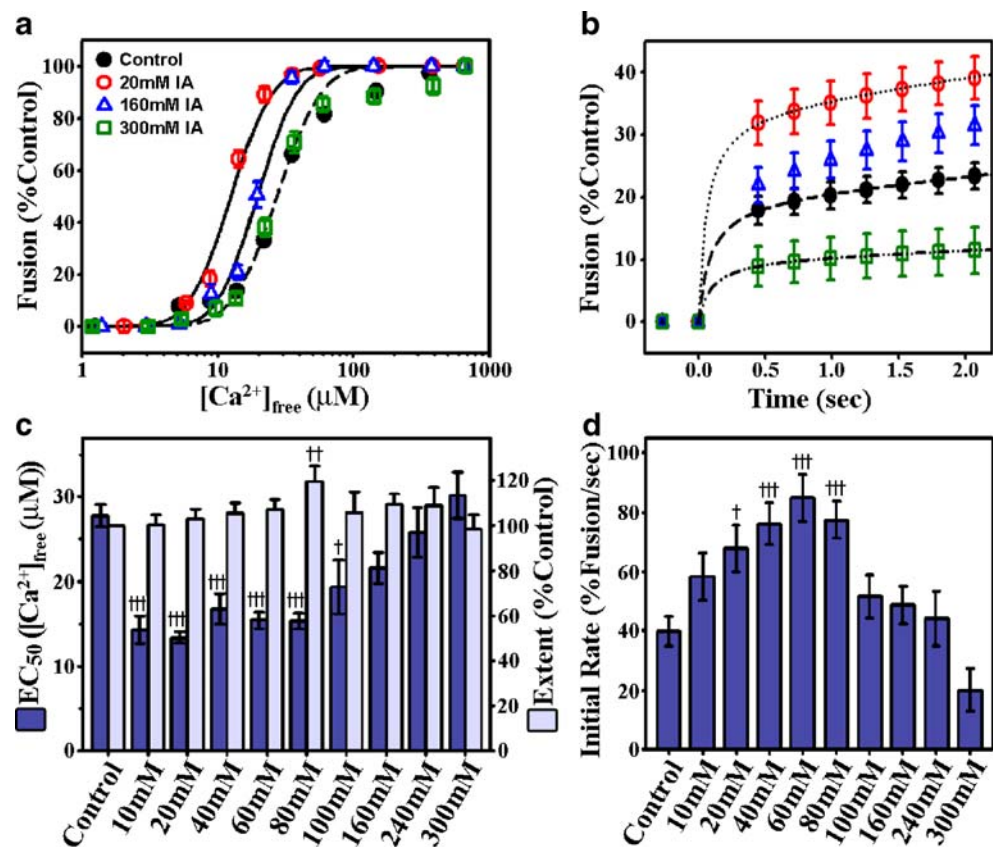 a
b
Fusion (%Control)
100
80
60
40
20
0
Control
20mM IA
160mM IA
300mM IA
1
10
100
1000
[Ca2+]free (μM)
Fusion (%Control)
40
30
20
10
0
0.0
0.5
1.0
1.5
2.0
Time (sec)
c
d
EC50 ([Ca2+]free (μM))
30
25
20
15
10
5
0
†††
†††
†††
†††
†††
††
†
120
100
80
60
40
20
0
Extent (%Control)
Control
10mM
20mM
40mM
60mM
80mM
100mM
160mM
240mM
300mM
Initial Rate (%Fusion/sec)
100
80
60
40
20
0
†
†††
†††
†††
Control
10mM
20mM
40mM
60mM
80mM
100mM
160mM
240mM
300mM